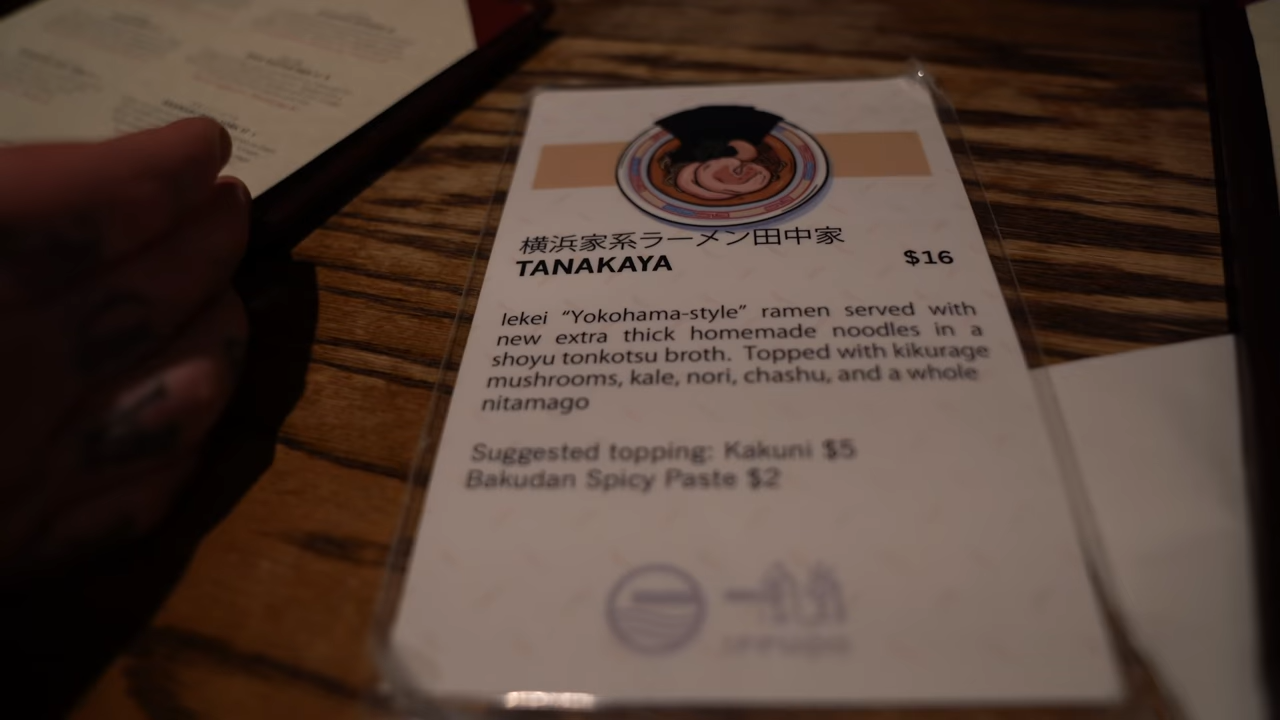 横浜家系ラーメン田中家
TANAKAYA
$16
Iekei “Yokohama-style” ramen served with
new extra thick homemade noodles in a
shoyu tonkotsu broth. Topped with kikurage
mushrooms, kale, nori, chashu, and a whole
nitamago
Suggested topping: Kakuni $5
Bakudan Spicy Paste $2